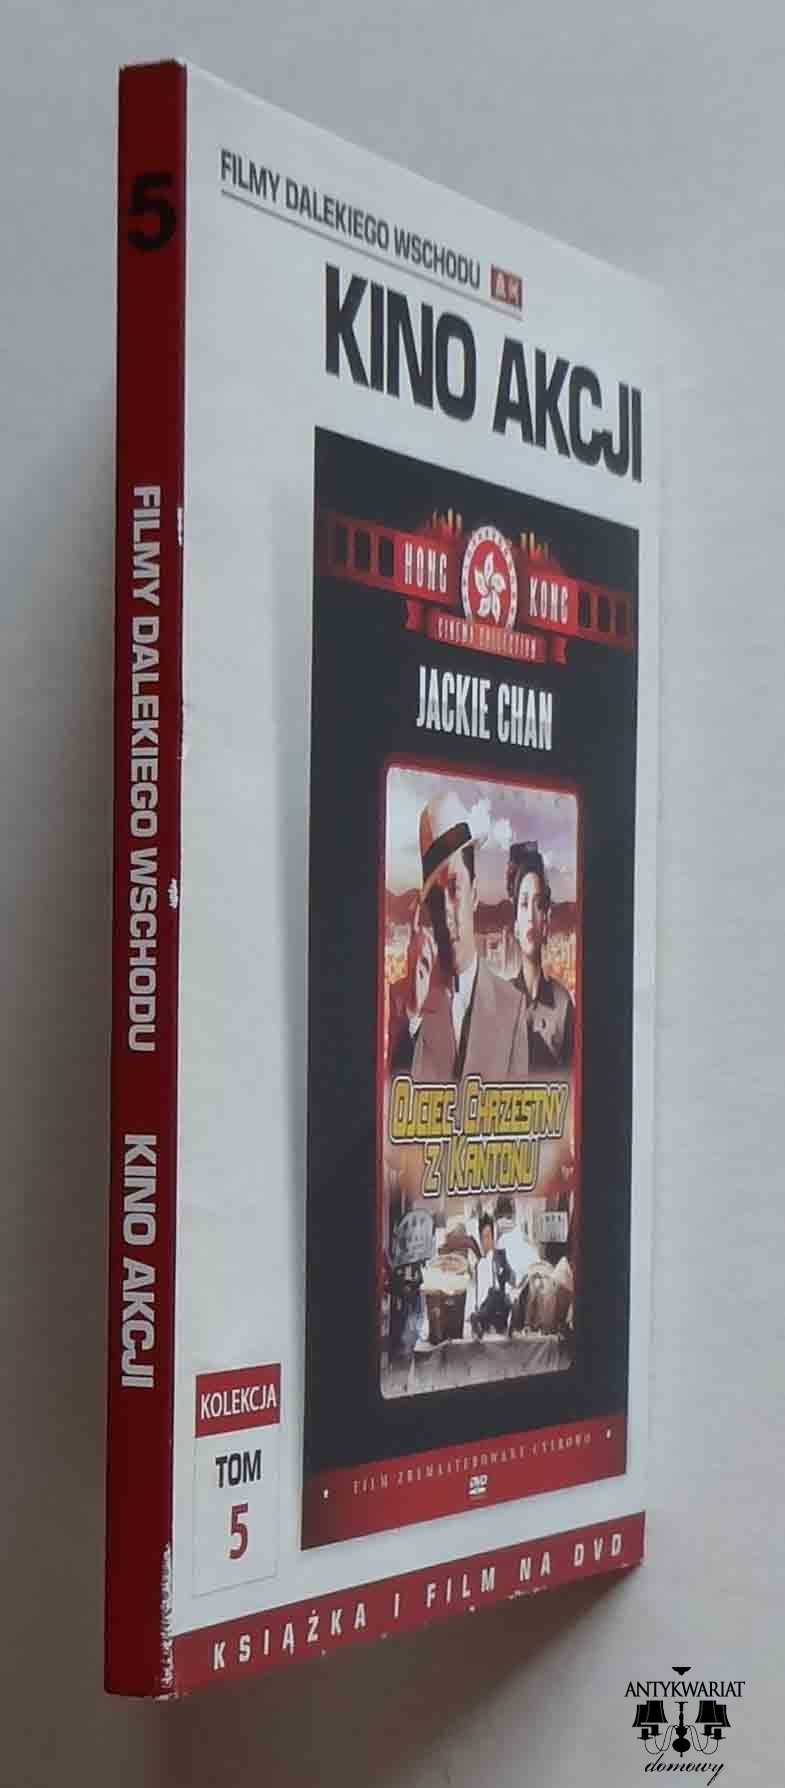 5
FILMY DALEKIEGO WSCHODU
KINO AKCJI
FILMY DALEKIEGO WSCHODU
KINO AKCJI
HONG KONG
CINEMA COLLECTION
JACKIE CHAN
OJCIEC CHRZESTNY
Z KANTONU
FILM ZREMASTEROWANY CYFROWO
DVD
KOLEKCJA
TOM
5
KSIĄŻKA I FILM NA DVD
ANTYKWARIAT
domowy